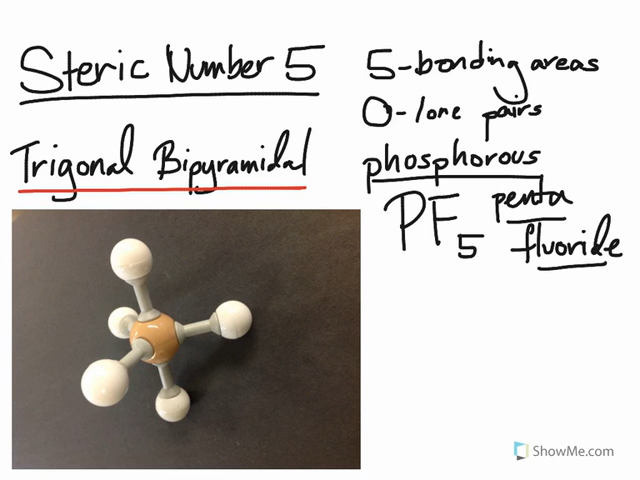 Steric Number 5
Trigonal Bipyramidal
5-bonding areas
0-lone pairs
phosphorous
PF5 penta
fluoride
ShowMe.com